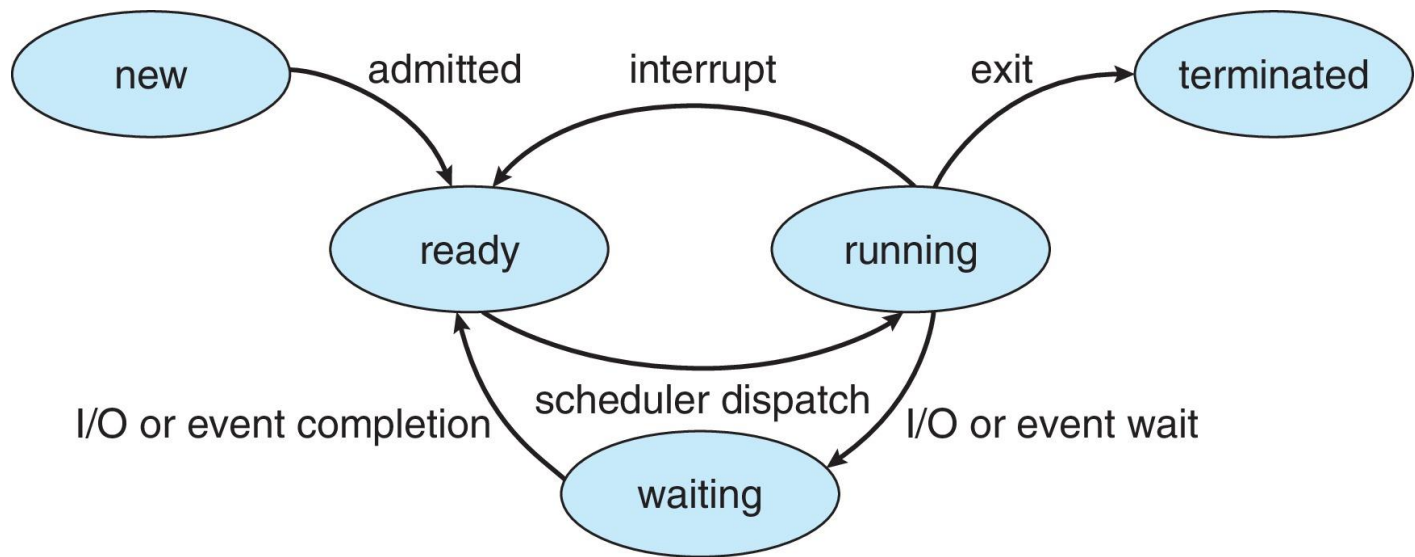 new
admitted
interrupt
exit
terminated
ready
running
scheduler dispatch
I/O or event completion
I/O or event wait
waiting